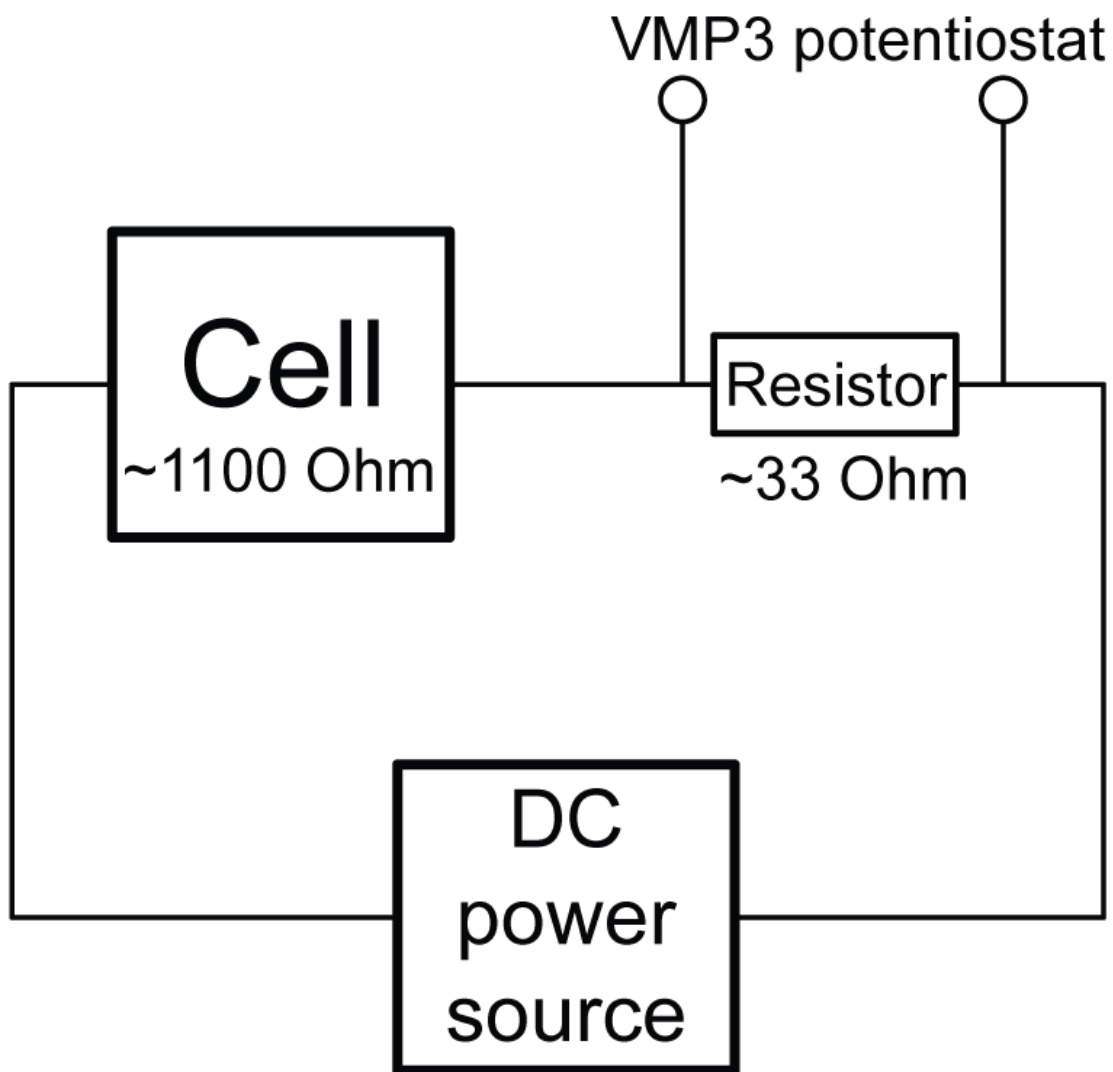 VMP3 potentiostat
Cell
~1100 Ohm
Resistor
~33 Ohm
DC
power
source